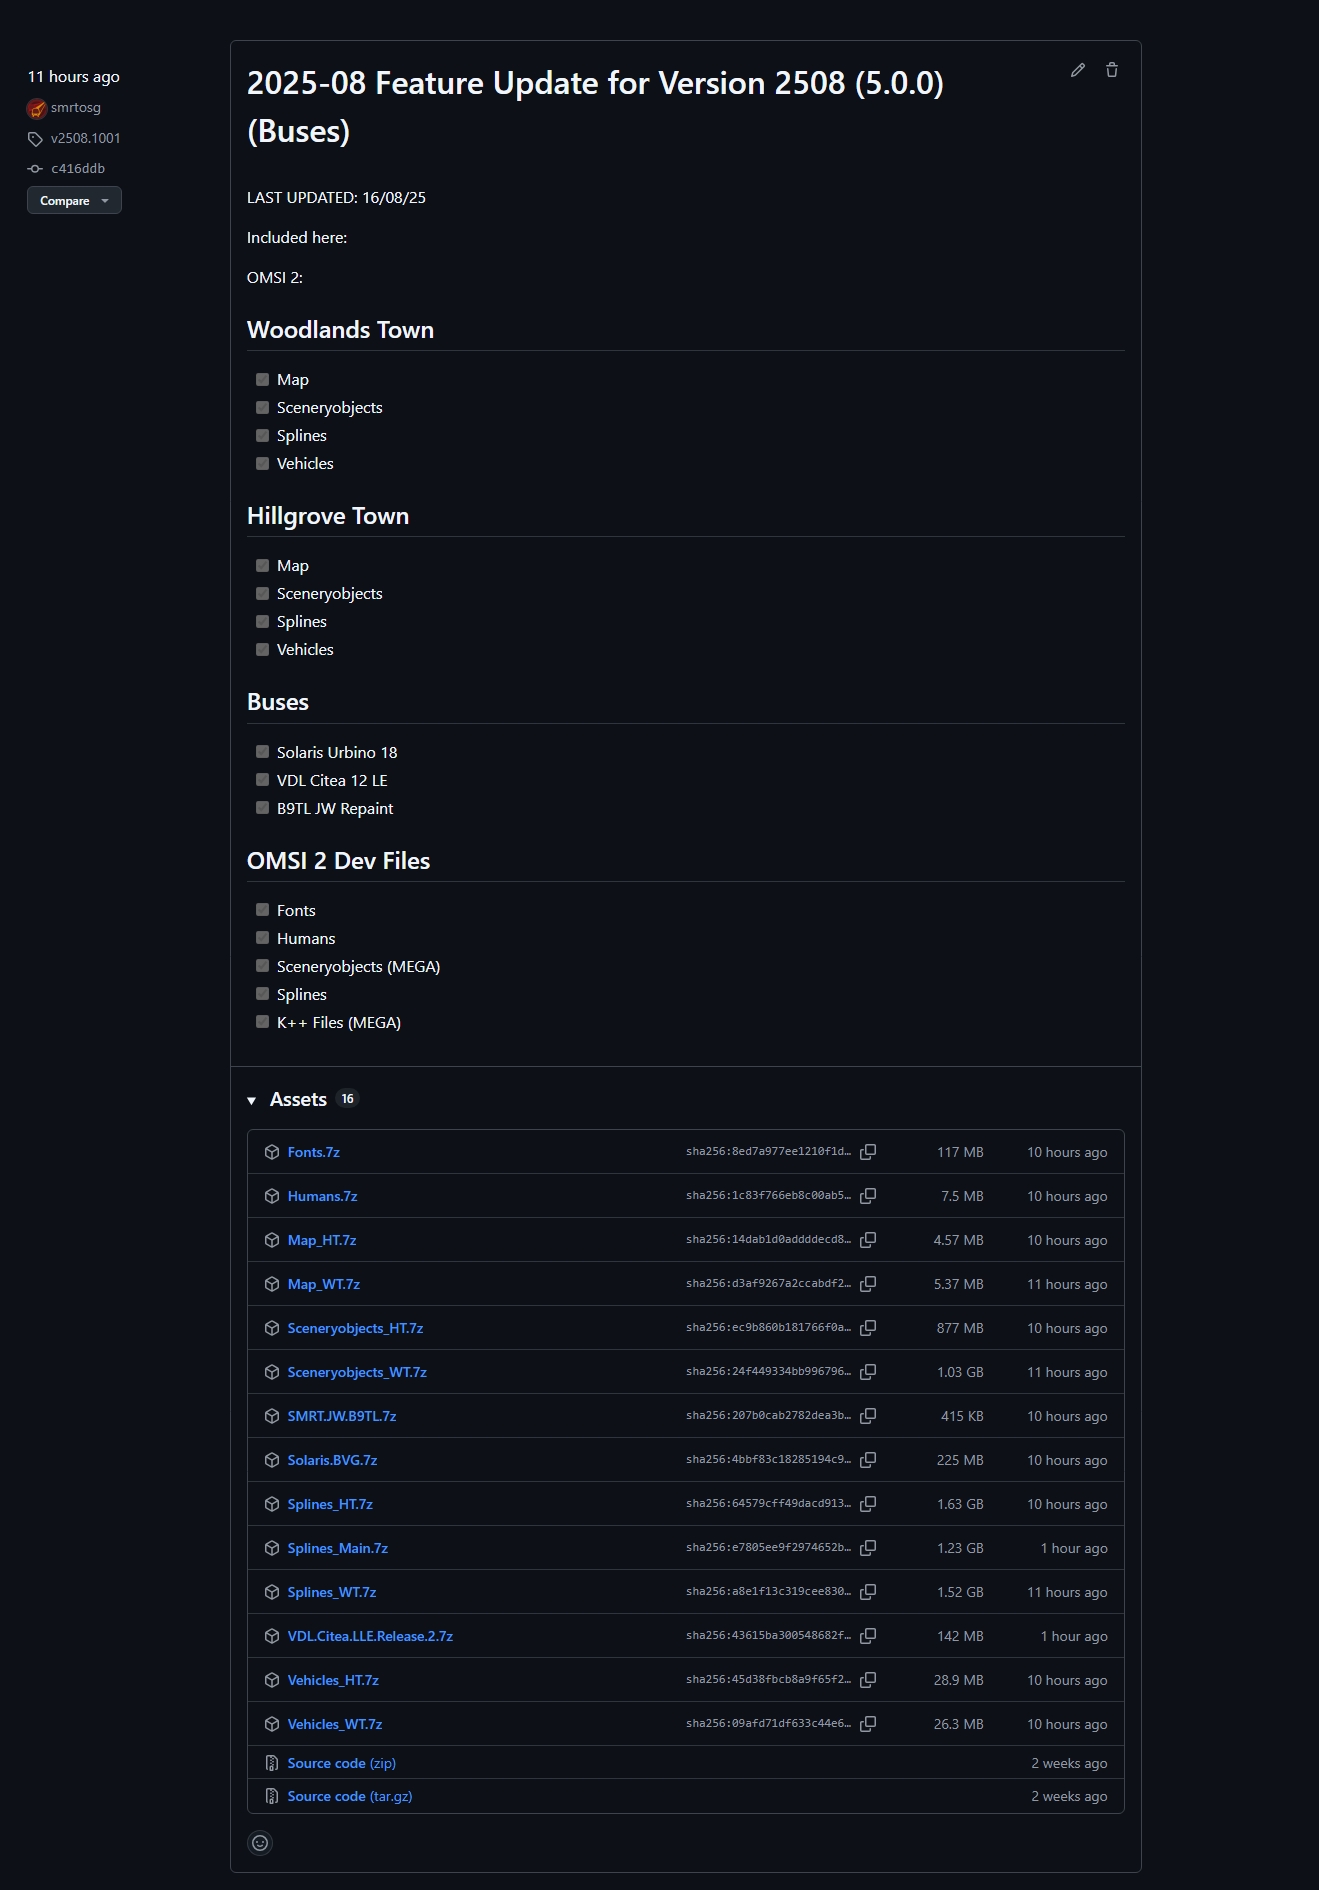 11 hours ago
smrtosg
v2508.1001
c416ddb
Compare
2025-08 Feature Update for Version 2508 (5.0.0)
(Buses)
LAST UPDATED: 16/08/25
Included here:
OMSI 2:
Woodlands Town
Map
Sceneryobjects
Splines
Vehicles
Hillgrove Town
Map
Sceneryobjects
Splines
Vehicles
Buses
Solaris Urbino 18
VDL Citea 12 LE
B9TL JW Repaint
OMSI 2 Dev Files
Fonts
Humans
Sceneryobjects (MEGA)
Splines
K++ Files (MEGA)
Assets 16
Fonts.7z sha256:8ed7a977ee1210f1d… 117 MB 10 hours ago
Humans.7z sha256:1c83f766eb8c00ab5… 7.5 MB 10 hours ago
Map_HT.7z sha256:14dab1d0addddecd8… 4.57 MB 10 hours ago
Map_WT.7z sha256:d3af9267a2ccabdf2… 5.37 MB 11 hours ago
Sceneryobjects_HT.7z sha256:ec9b860b181766f0a… 877 MB 10 hours ago
Sceneryobjects_WT.7z sha256:24f449334bb996796… 1.03 GB 11 hours ago
SMRT.JW.B9TL.7z sha256:207b0cab2782dea3b… 415 KB 10 hours ago
Solaris.BVG.7z sha256:4bbf83c18285194c9… 225 MB 10 hours ago
Splines_HT.7z sha256:64579cff49dacd913… 1.63 GB 10 hours ago
Splines_Main.7z sha256:e7805ee9f2974652b… 1.23 GB 1 hour ago
Splines_WT.7z sha256:a8e1f13c319cee830… 1.52 GB 11 hours ago
VDL.Citea.LLE.Release.2.7z sha256:43615ba300548682f… 142 MB 1 hour ago
Vehicles_HT.7z sha256:45d38fbcb8a9f65f2… 28.9 MB 10 hours ago
Vehicles_WT.7z sha256:09afd71df633c44e6… 26.3 MB 10 hours ago
Source code (zip) 2 weeks ago
Source code (tar.gz) 2 weeks ago